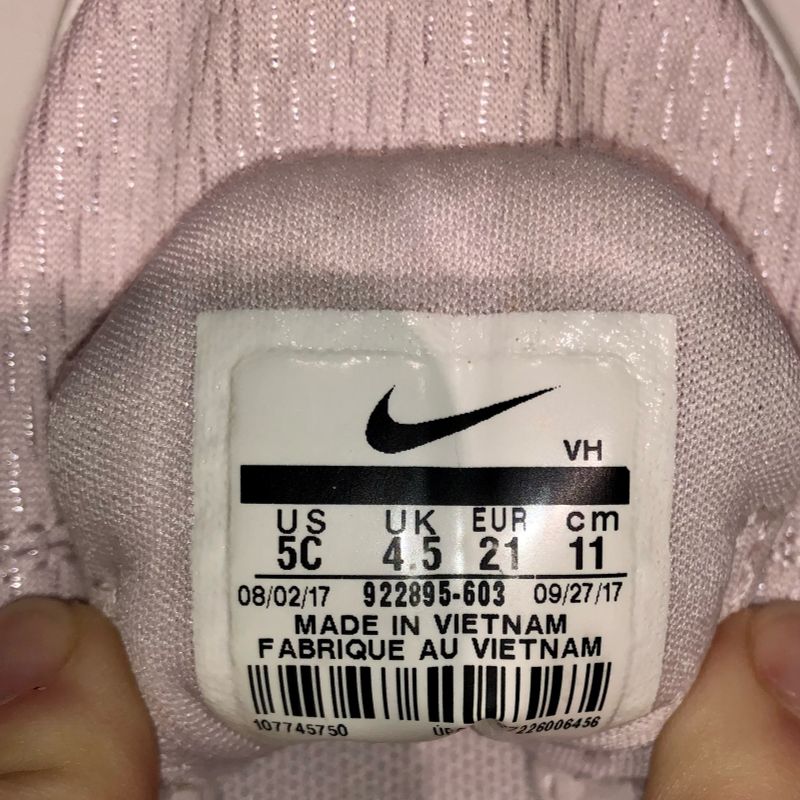 VH
US UK EUR cm
5C 4.5 21 11
08/02/17 922895-603 09/27/17
MADE IN VIETNAM
FABRIQUE AU VIETNAM
107745750